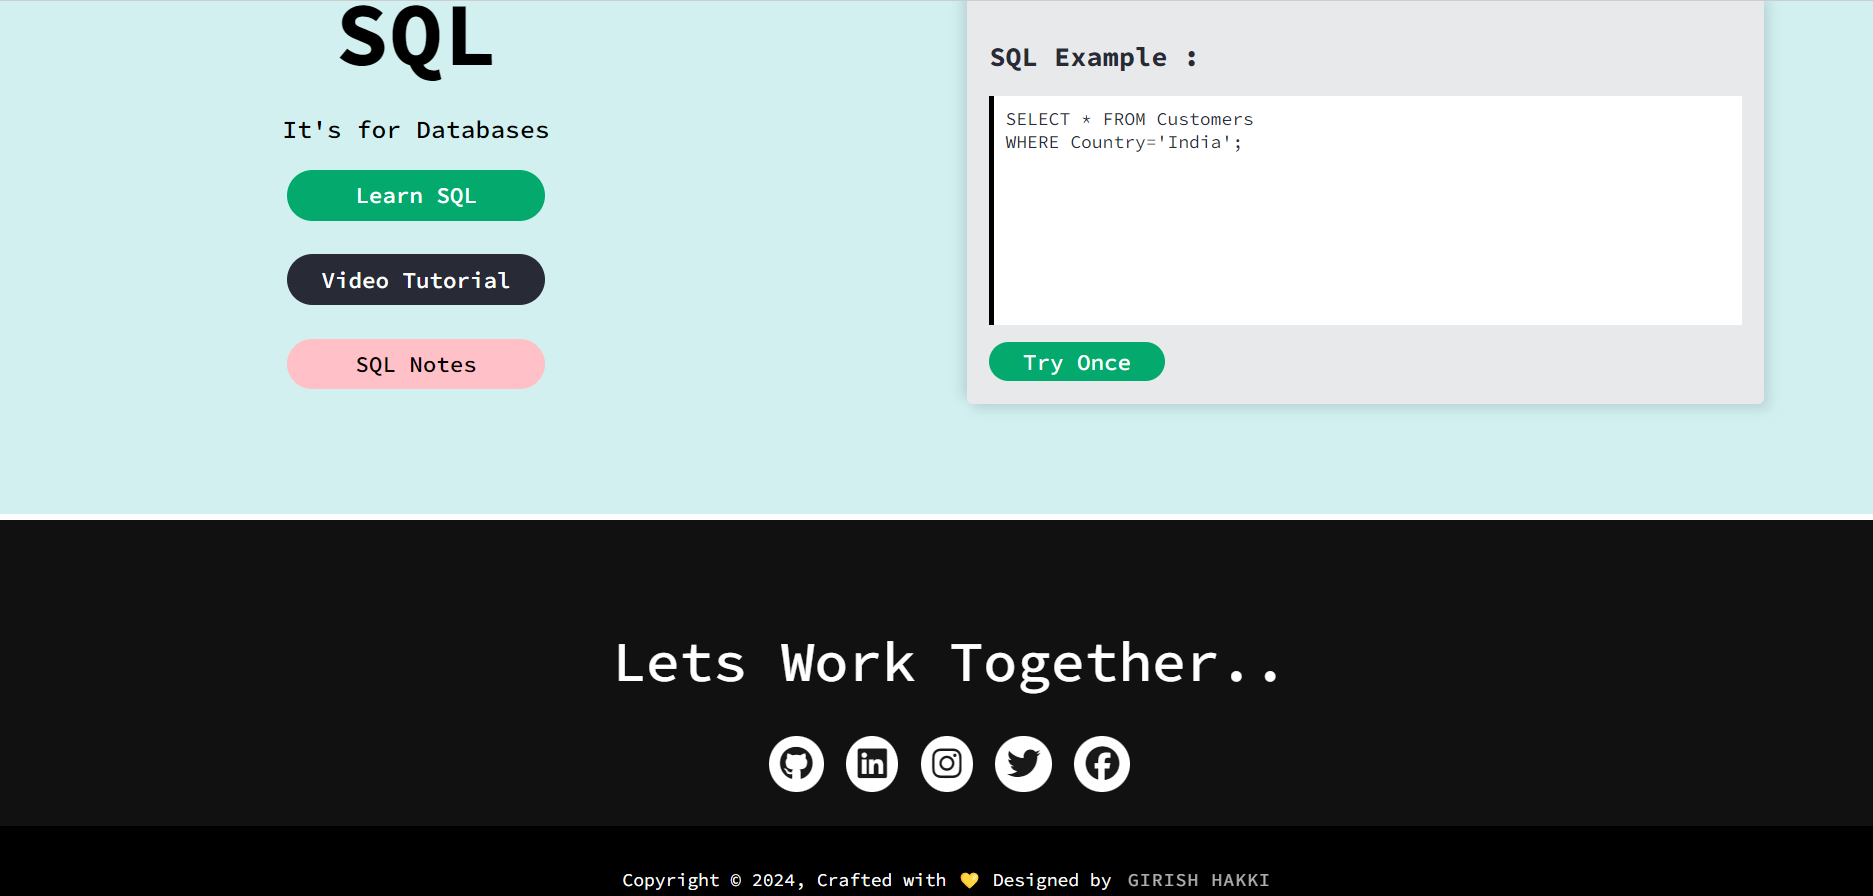 SQL
It's for Databases
Learn SQL
Video Tutorial
SQL Notes
SQL Example :
SELECT * FROM Customers
WHERE Country='India';
Try Once
Lets Work Together..
in
Copyright © 2024, Crafted with 💛 Designed by GIRISH HAKKI